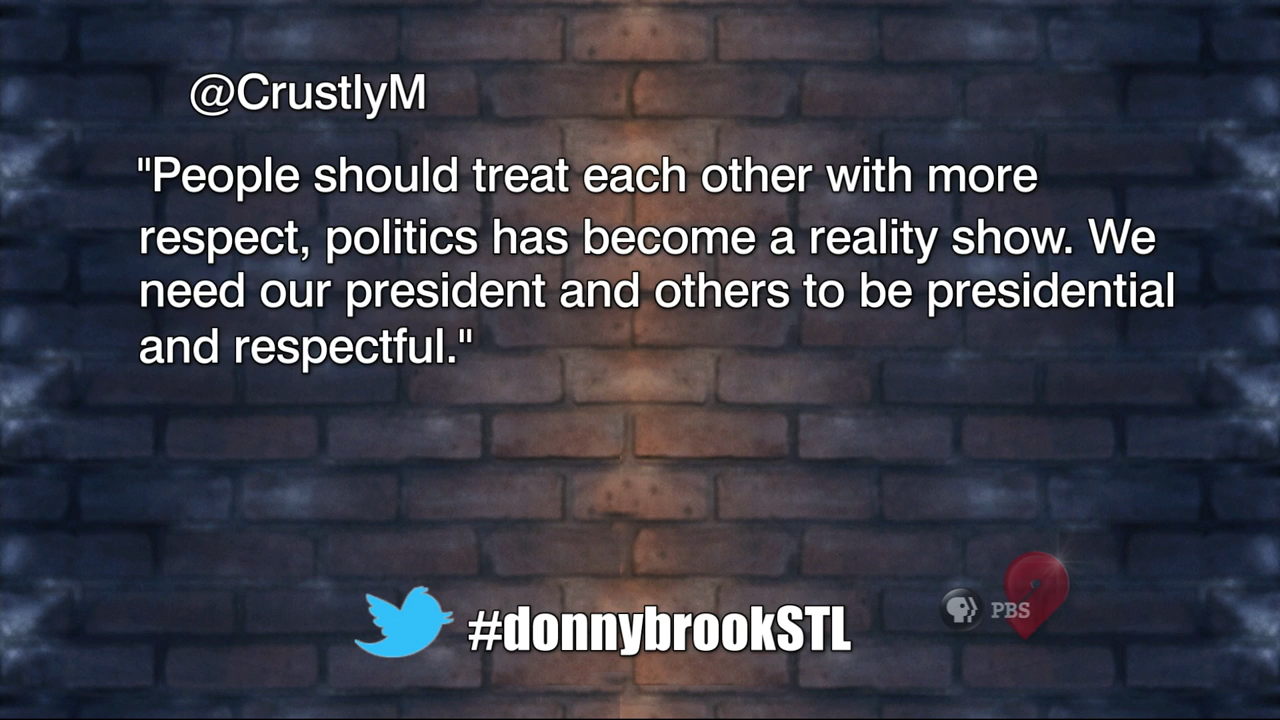 @CrustlyM
"People should treat each other with more
respect, politics has become a reality show. We
need our president and others to be presidential
and respectful."
#donnybrookSTL
PBS